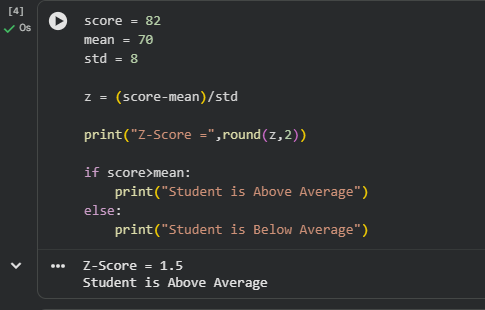 [4]
0s
score = 82
mean = 70
std = 8
z = (score-mean)/std
print("Z-Score =",round(z,2))
if score>mean:
    print("Student is Above Average")
else:
    print("Student is Below Average")
Z-Score = 1.5
Student is Above Average